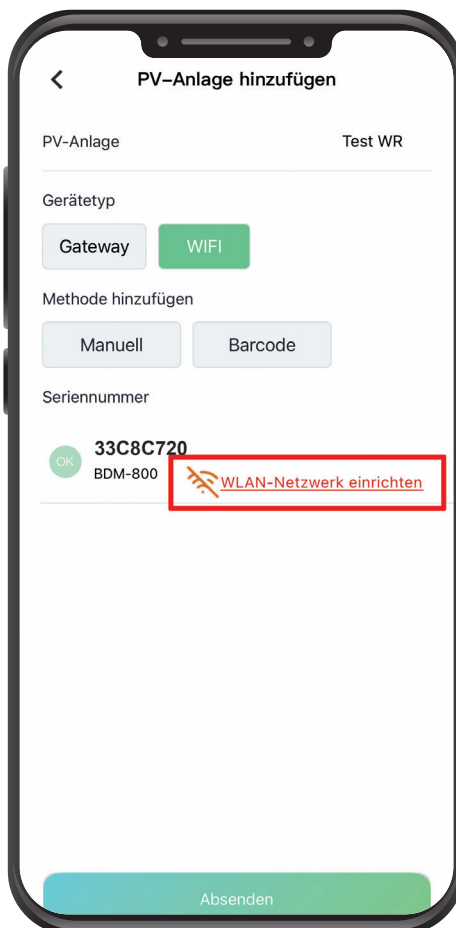 PV-Anlage hinzufügen
PV-Anlage Test WR
Gerätetyp
Gateway WIFI
Methode hinzufügen
Manuell Barcode
Seriennummer
OK 33C8C720
BDM-800 WLAN-Netzwerk einrichten
Absenden